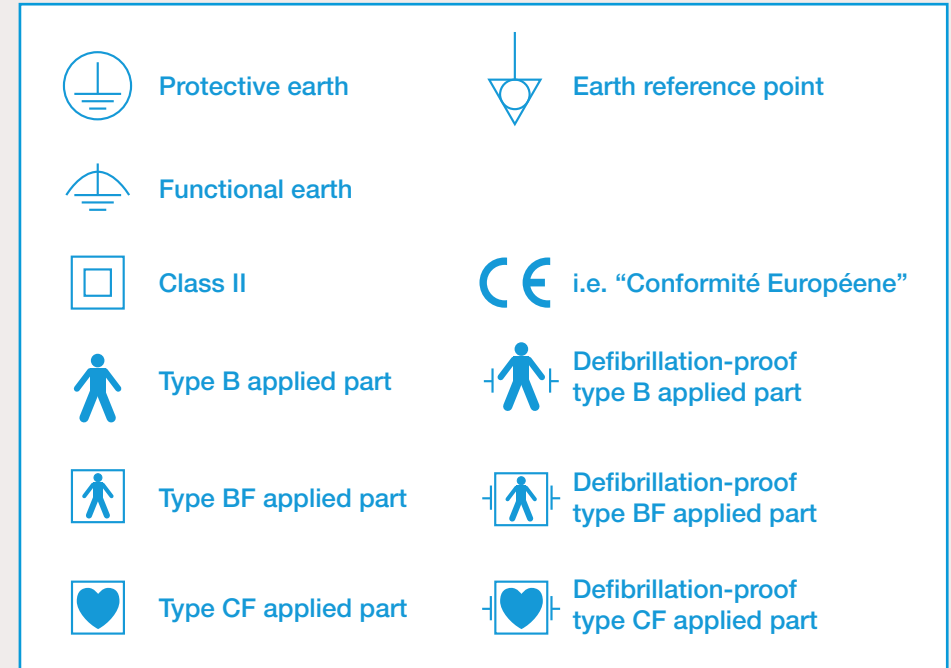 Protective earth
Earth reference point
Functional earth
Class II
CE i.e. “Conformité Européene”
Type B applied part
Defibrillation-proof
type B applied part
Type BF applied part
Defibrillation-proof
type BF applied part
Type CF applied part
Defibrillation-proof
type CF applied part